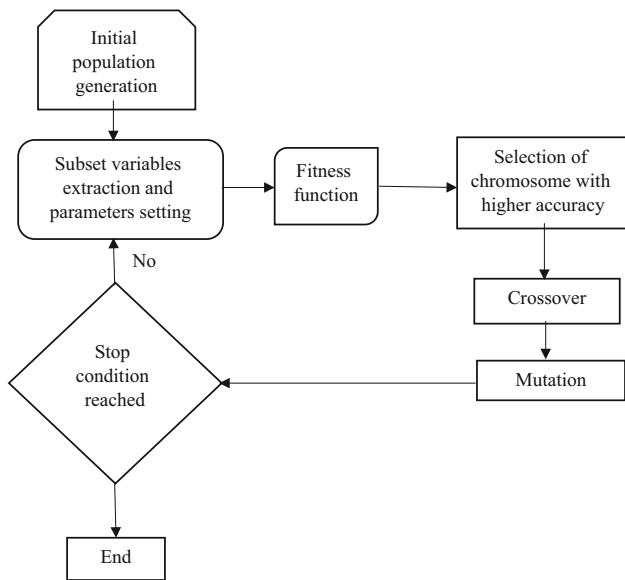 Initial
population
generation
Subset variables
extraction and
parameters setting
Fitness
function
Selection of
chromosome with
higher accuracy
Crossover
Mutation
Stop
condition
reached
No
End